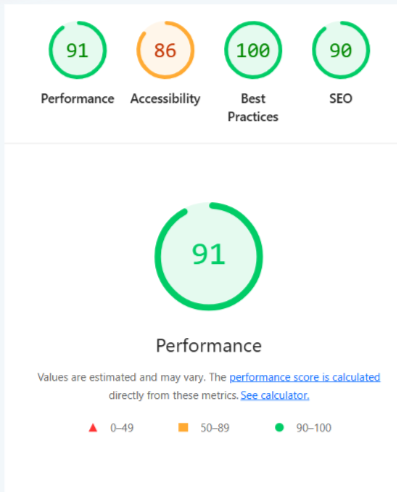 91 86 100 90
Performance Accessibility Best Practices SEO
91
Performance
Values are estimated and may vary. The performance score is calculated
directly from these metrics. See calculator.
0–49 50–89 90–100